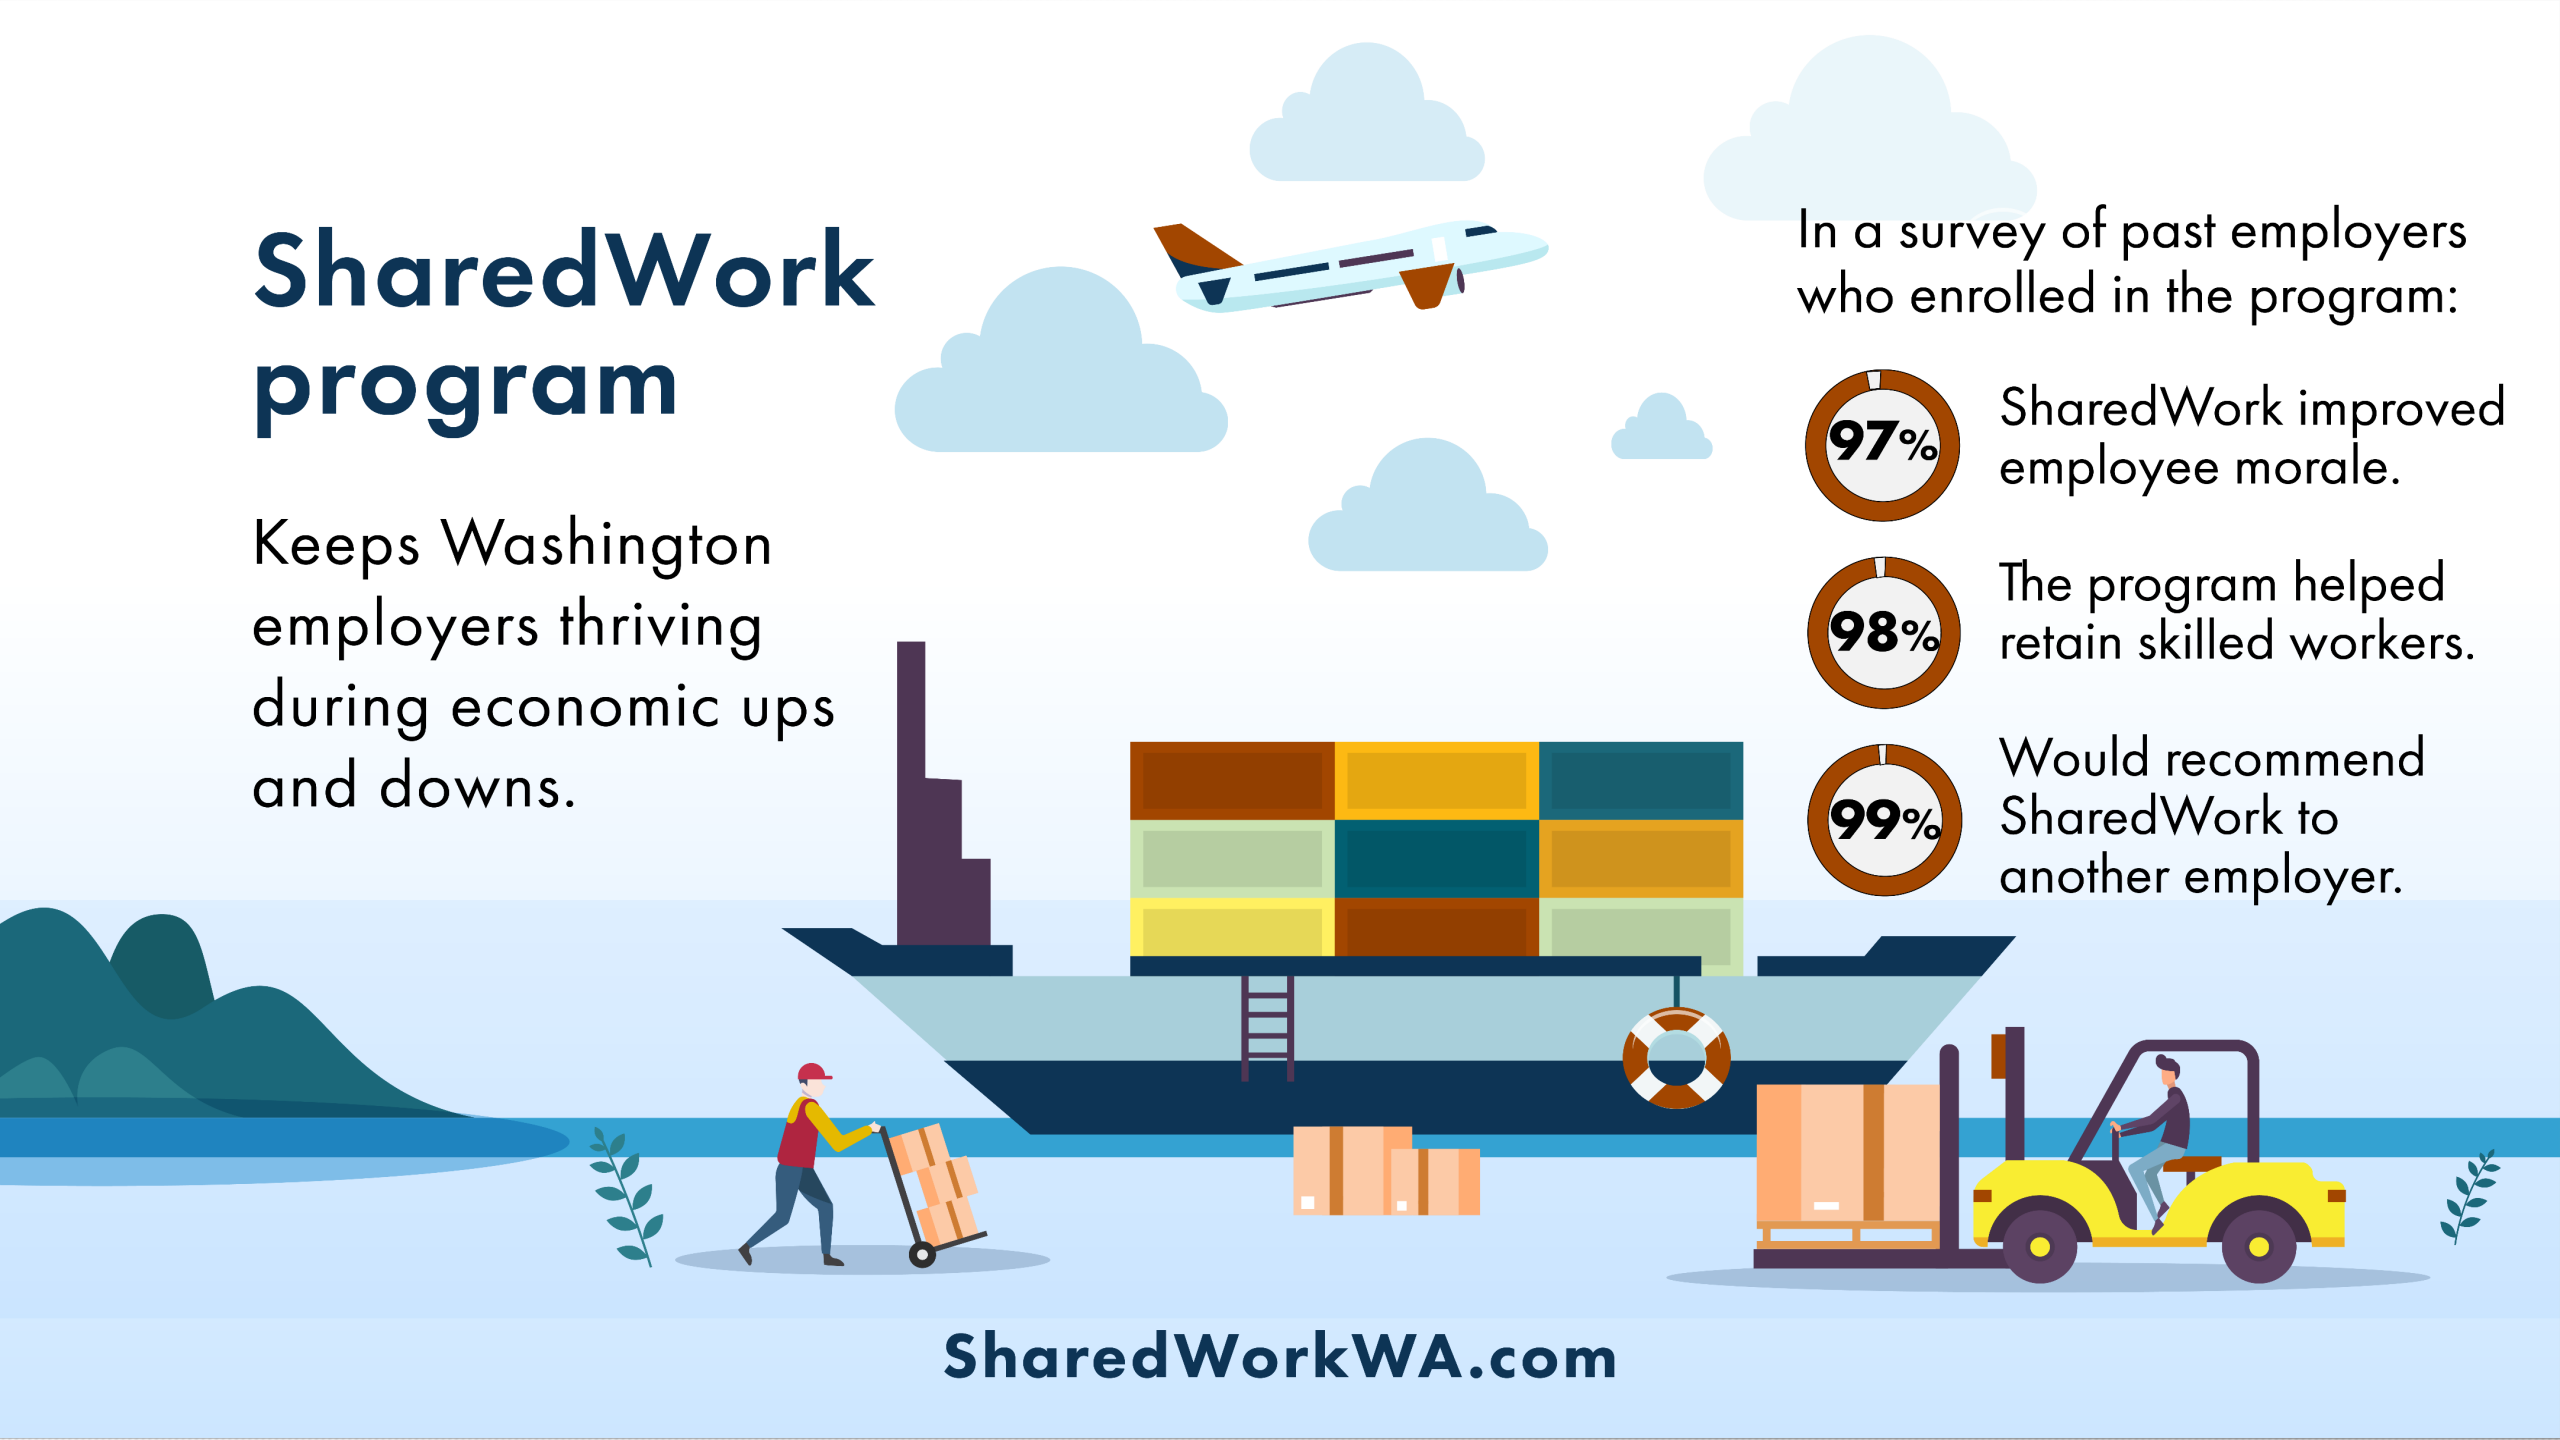 SharedWork
program
Keeps Washington
employers thriving
during economic ups
and downs.
In a survey of past employers
who enrolled in the program:
97%
SharedWork improved
employee morale.
98%
The program helped
retain skilled workers.
99%
Would recommend
SharedWork to
another employer.
SharedWorkWA.com